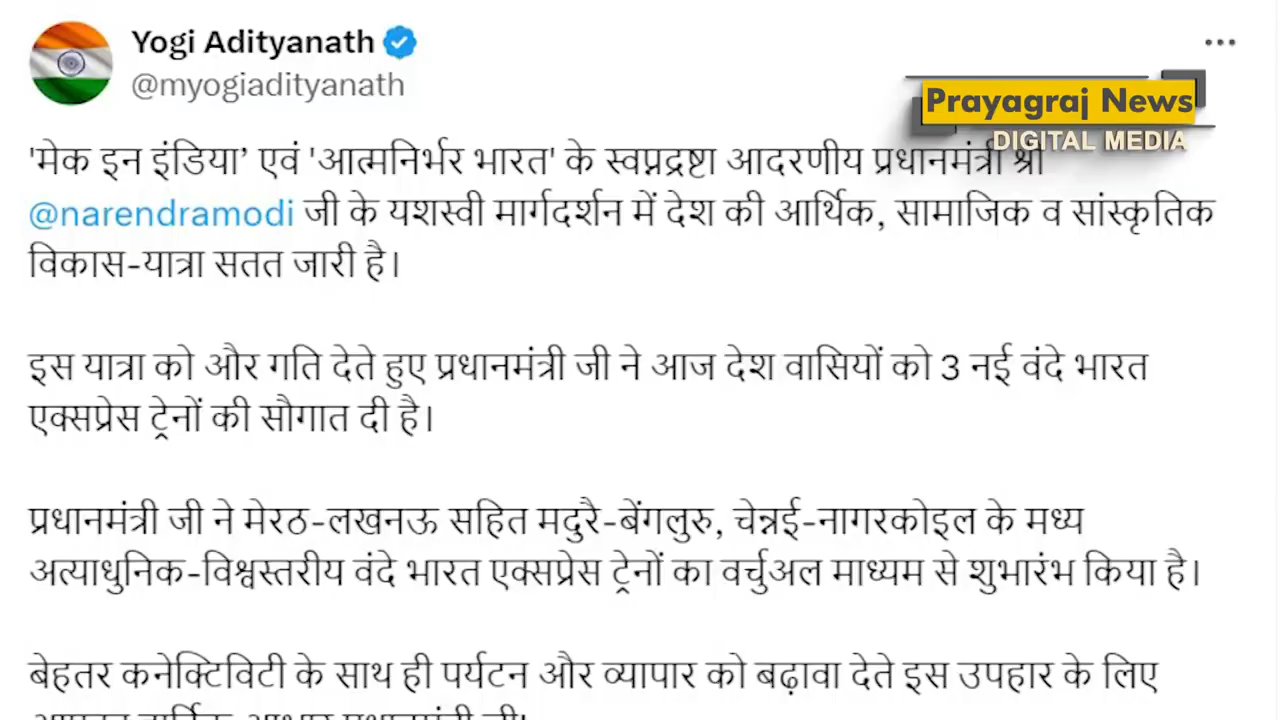 Yogi Adityanath
@myogiadityanath
Prayagraj News
DIGITAL MEDIA
'मेक इन इंडिया’ एवं 'आत्मनिर्भर भारत' के स्वप्नद्रष्टा आदरणीय प्रधानमंत्री श्री
@narendramodi जी के यशस्वी मार्गदर्शन में देश की आर्थिक, सामाजिक व सांस्कृतिक
विकास-यात्रा सतत जारी है।
इस यात्रा को और गति देते हुए प्रधानमंत्री जी ने आज देश वासियों को 3 नई वंदे भारत
एक्सप्रेस ट्रेनों की सौगात दी है।
प्रधानमंत्री जी ने मेरठ-लखनऊ सहित मदुरै-बेंगलुरु, चेन्नई-नागरकोइल के मध्य
अत्याधुनिक-विश्वस्तरीय वंदे भारत एक्सप्रेस ट्रेनों का वर्चुअल माध्यम से शुभारंभ किया है।
बेहतर कनेक्टिविटी के साथ ही पर्यटन और व्यापार को बढ़ावा देते इस उपहार के लिए